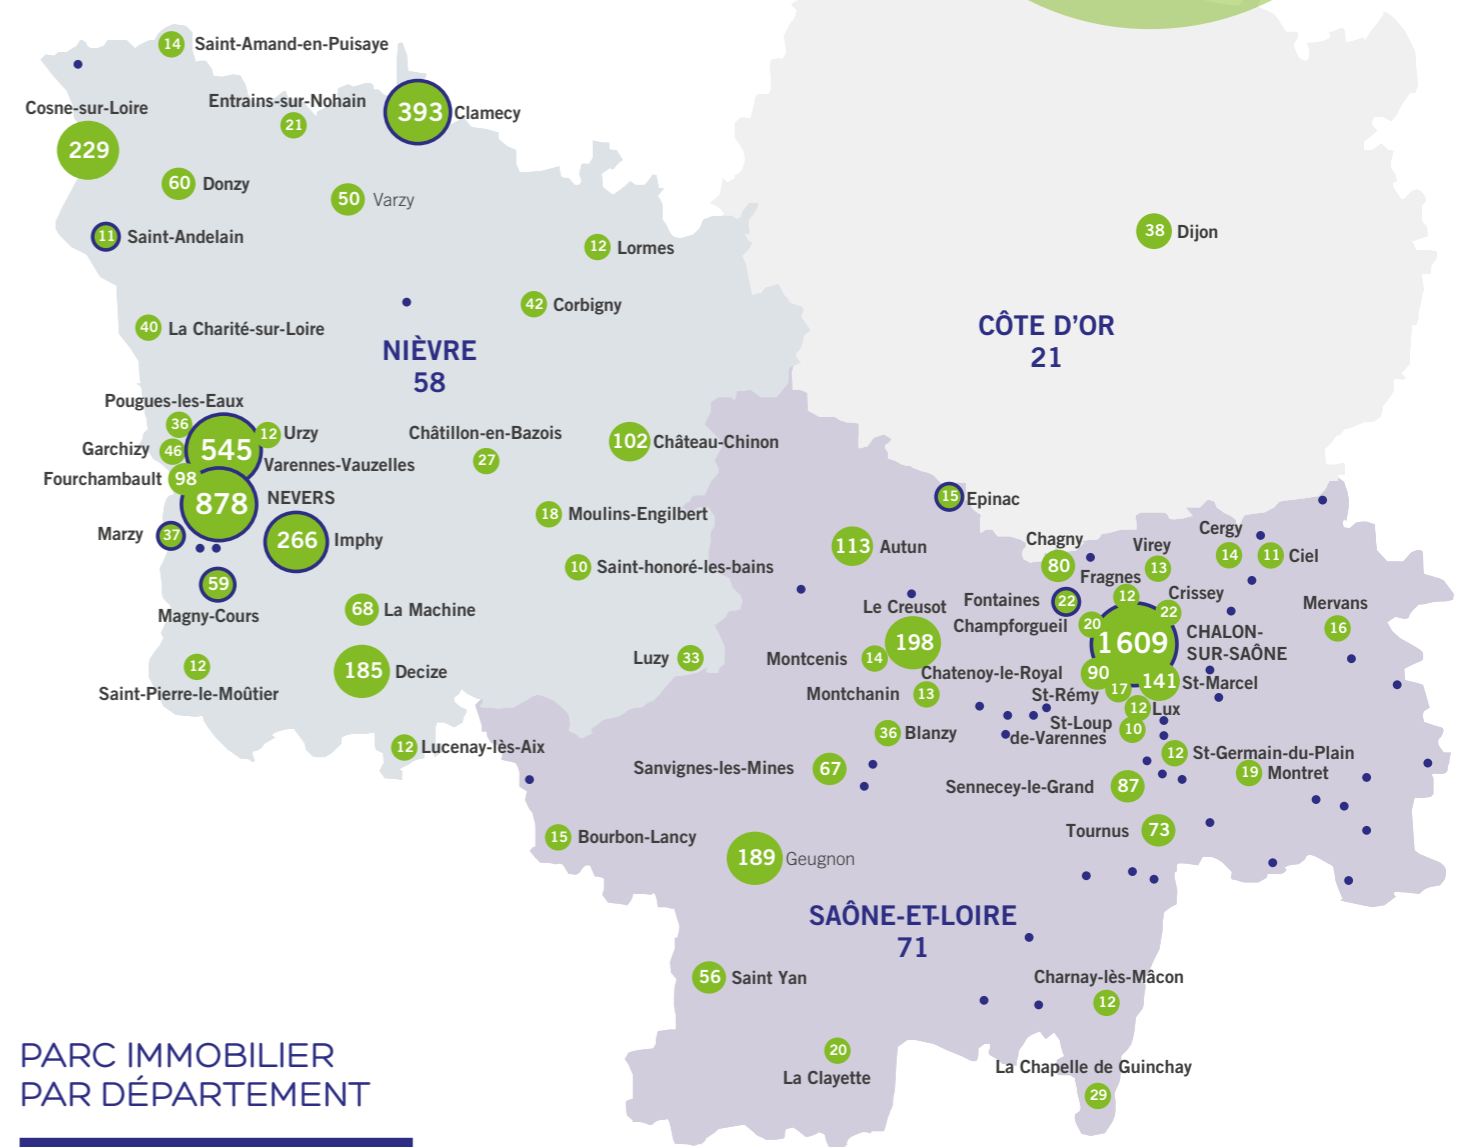 14 Saint-Amand-en-Puisaye
Cosne-sur-Loire
229
Entrains-sur-Nohain
21
393 Clamecy
60 Donzy
50 Varzy
11 Saint-Andelain
12 Lormes
42 Corbigny
40 La Charité-sur-Loire
NIÈVRE
58
Pougues-les-Eaux
36
Garchizy 46
545
Varennes-Vauzelles
12 Urzy
Fourchambault 98
878
NEVERS
Marzy 37
266 Imphy
59
Magny-Cours
Châtillon-en-Bazois
27
102 Château-Chinon
18 Moulins-Engilbert
10 Saint-honoré-les-bains
68 La Machine
185 Decize
12
Saint-Pierre-le-Moûtier
Luzy 33
12 Lucenay-lès-Aix
38 Dijon
CÔTE D'OR
21
15 Epinac
113 Autun
Chagny
80
Virey
13
Cergy
14
11 Ciel
Fragnes
12
Crissey
22
Fontaines 22
Champforgueil 20
1 609
CHALON-
SUR-SAÔNE
Mervans
16
Le Creusot
198
Montcenis 14
Chatenoy-le-Royal 90
141 St-Marcel
Montchanin 13
St-Rémy 17
12 Lux
St-Loup
de-Varennes
10
36 Blanzy
12 St-Germain-du-Plain
19 Montret
Sanvignes-les-Mines 67
Sennecey-le-Grand 87
Tournus 73
15 Bourbon-Lancy
189 Geugnon
SAÔNE-ET-LOIRE
71
56 Saint Yan
Charnay-lès-Mâcon
12
20
La Clayette
La Chapelle de Guinchay
29
PARC IMMOBILIER
PAR DÉPARTEMENT